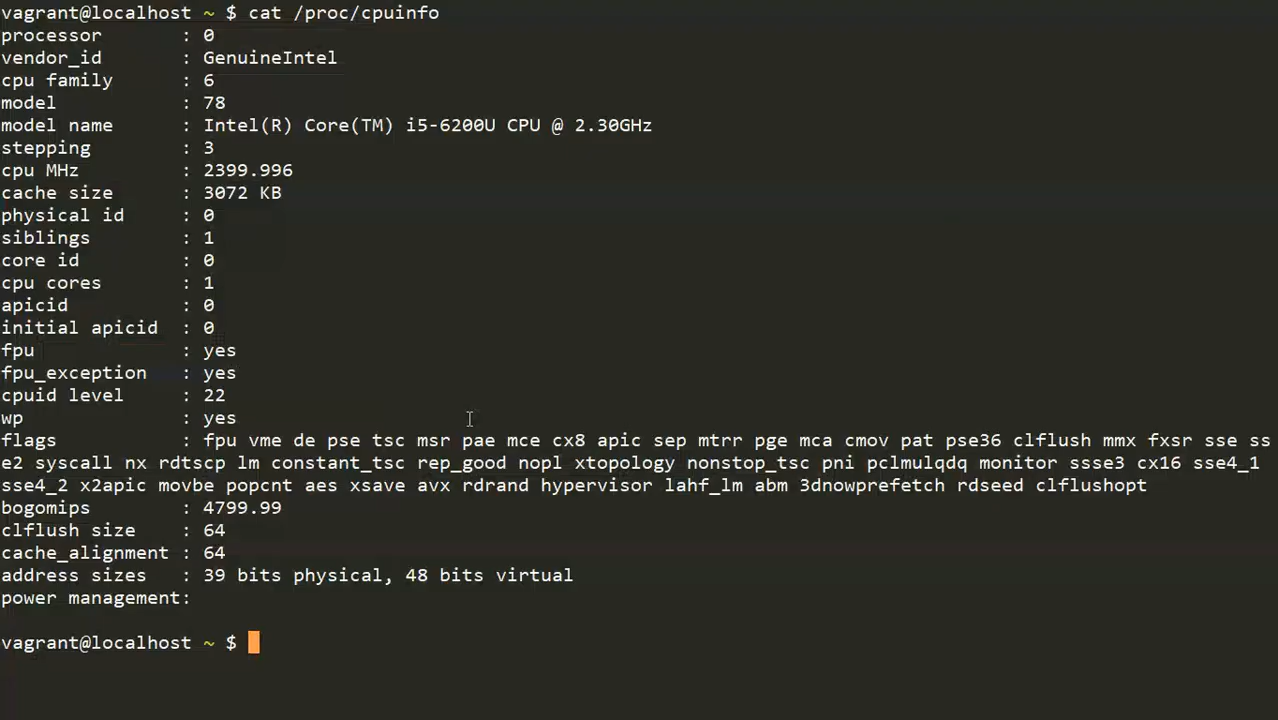 vagrant@localhost ~ $ cat /proc/cpuinfo
processor : 0
vendor_id : GenuineIntel
cpu family : 6
model : 78
model name : Intel(R) Core(TM) i5-6200U CPU @ 2.30GHz
stepping : 3
cpu MHz : 2399.996
cache size : 3072 KB
physical id : 0
siblings : 1
core id : 0
cpu cores : 1
apicid : 0
initial apicid : 0
fpu : yes
fpu_exception : yes
cpuid level : 22
wp : yes
flags : fpu vme de pse tsc msr pae mce cx8 apic sep mtrr pge mca cmov pat pse36 clflush mmx fxsr sse ss
e2 syscall nx rdtscp lm constant_tsc rep_good nopl xtopology nonstop_tsc pni pclmulqdq monitor ssse3 cx16 sse4_1
sse4_2 x2apic movbe popcnt aes xsave avx rdrand hypervisor lahf_lm abm 3dnowprefetch rdseed clflushopt
bogomips : 4799.99
clflush size : 64
cache_alignment : 64
address sizes : 39 bits physical, 48 bits virtual
power management:
vagrant@localhost ~ $